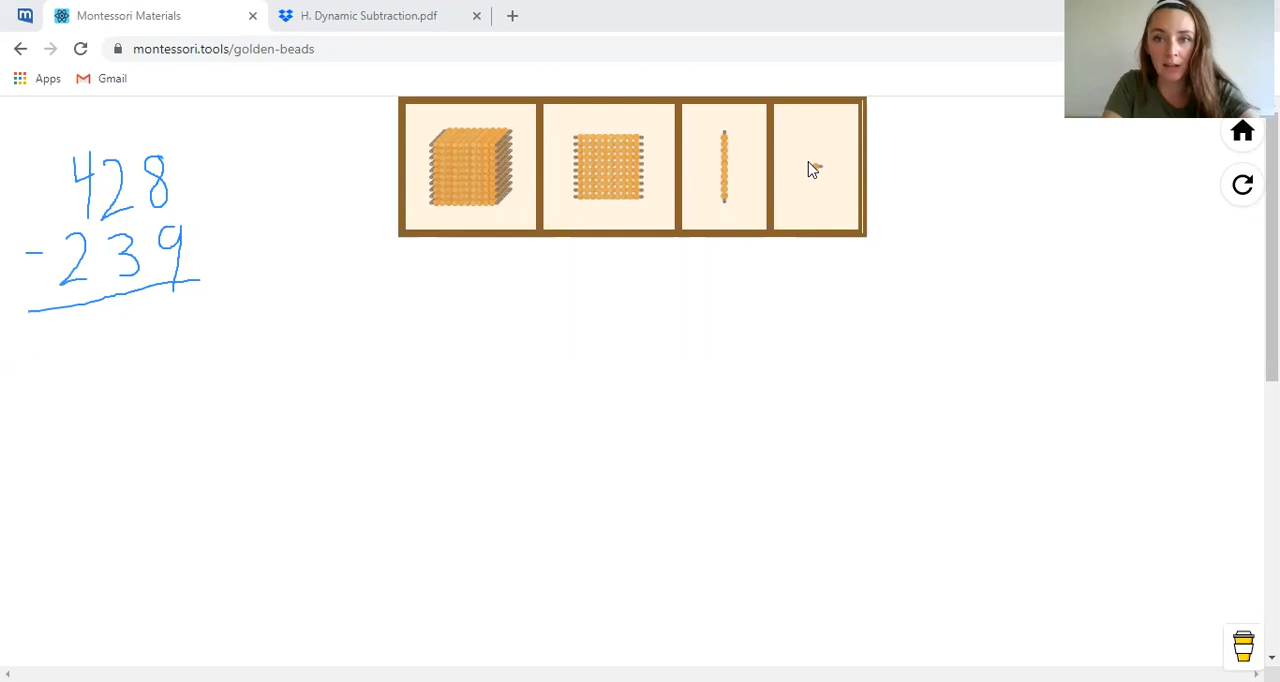 Montessori Materials
H. Dynamic Subtraction.pdf
montessori.tools/golden-beads
Apps Gmail
428
- 239